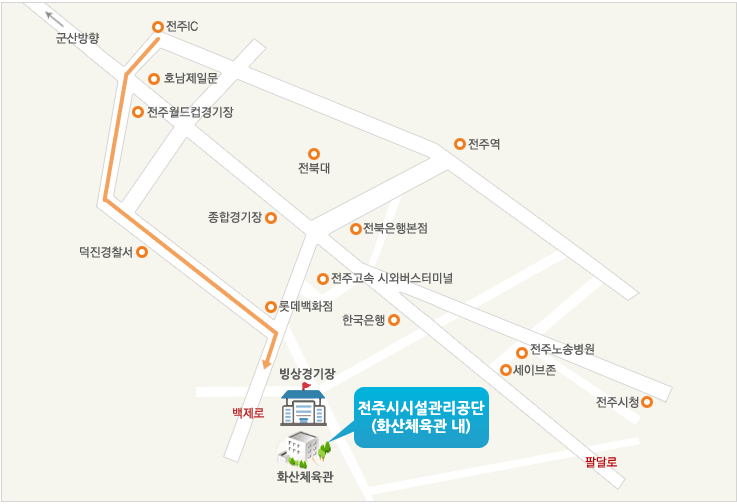 전주IC
군산방향
호남제일문
전주월드컵경기장
전주역
전북대
종합경기장
전북은행본점
덕진경찰서
전주고속 시외버스터미널
롯데백화점
한국은행
전주노송병원
세이브존
빙상경기장
전주시청
백제로
전주시시설관리공단
(화산체육관 내)
팔달로
화산체육관